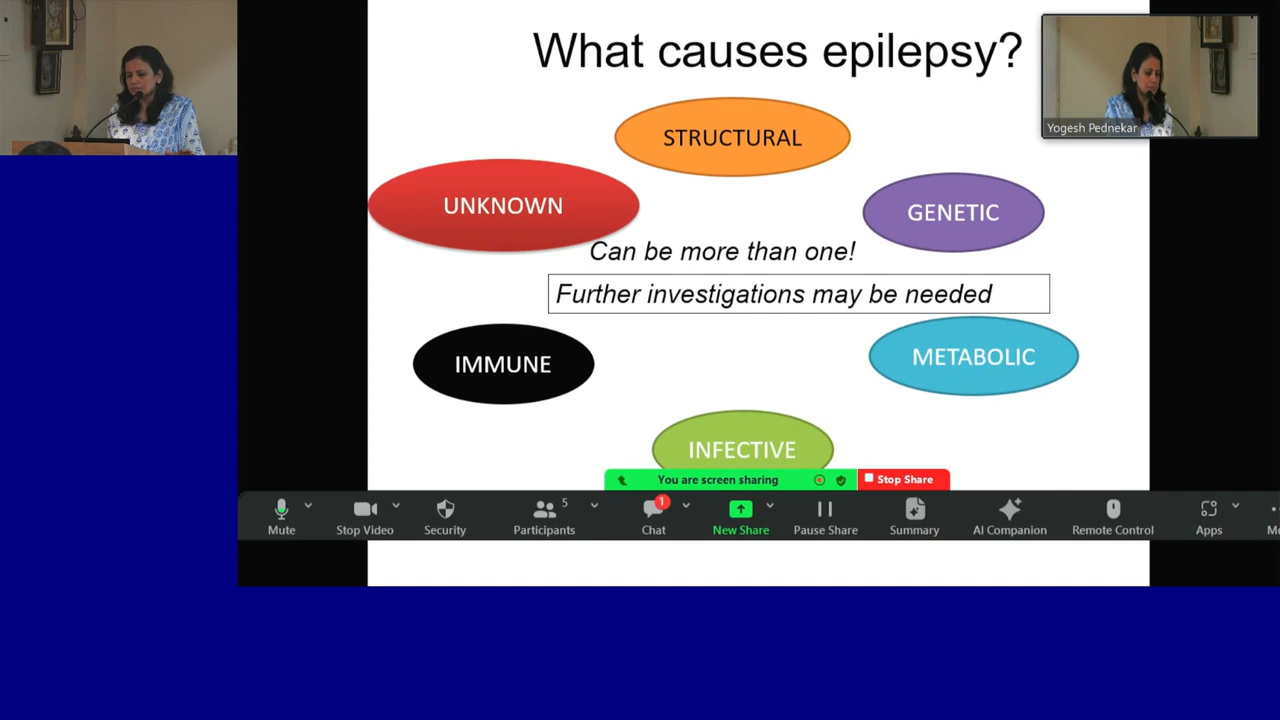 What causes epilepsy?
STRUCTURAL
Yogesh Pednekar
UNKNOWN
GENETIC
Can be more than one!
Further investigations may be needed
IMMUNE
METABOLIC
INFECTIVE
You are screen sharing
Stop Share
5
1
Mute
Stop Video
Security
Participants
Chat
New Share
Pause Share
Summary
AI Companion
Remote Control
Apps